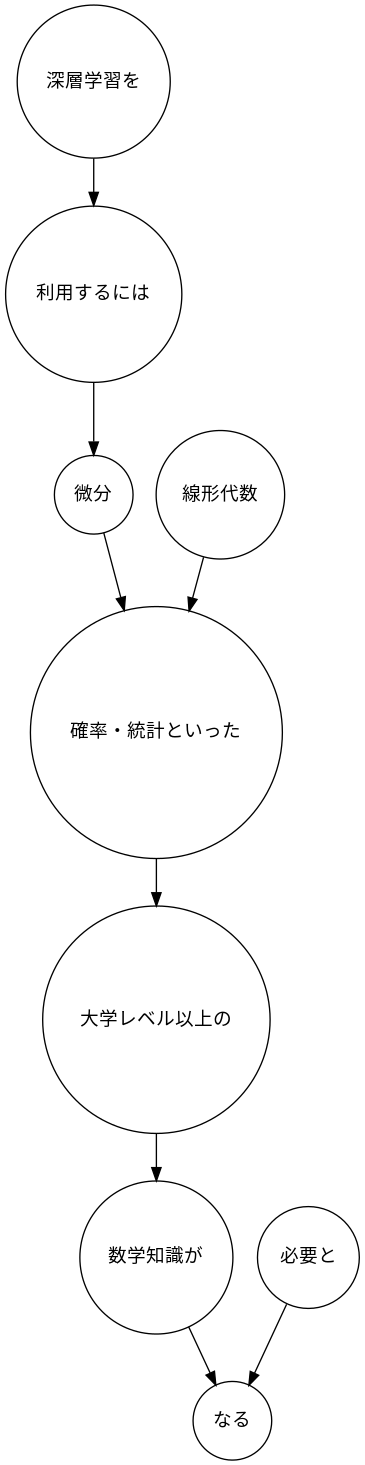 深層学習を
利用するには
微分
線形代数
確率・統計といった
大学レベル以上の
数学知識が
必要と
なる